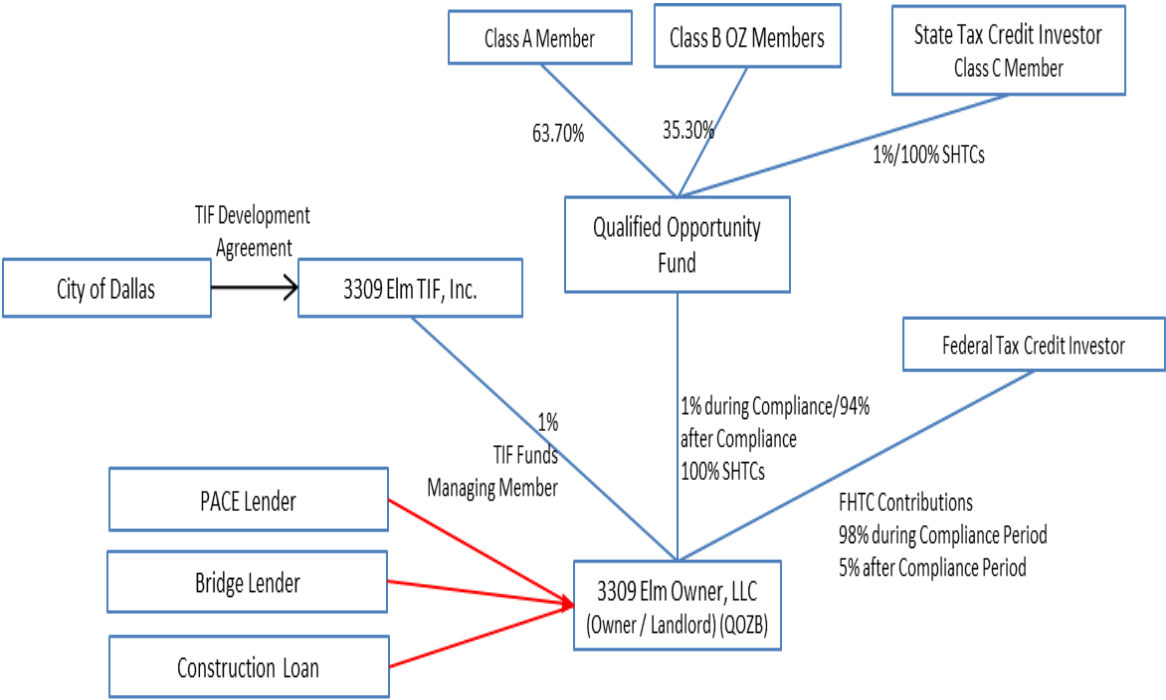 Class A Member
Class B OZ Members
State Tax Credit Investor
Class C Member
63.70%
35.30%
1%/100% SHTCs
Qualified Opportunity
Fund
TIF Development
Agreement
City of Dallas
3309 Elm TIF, Inc.
Federal Tax Credit Investor
1%
TIF Funds
Managing Member
1% during Compliance/94%
after Compliance
100% SHTCs
FHTC Contributions
98% during Compliance Period
5% after Compliance Period
PACE Lender
Bridge Lender
Construction Loan
3309 Elm Owner, LLC
(Owner / Landlord) (QOZB)